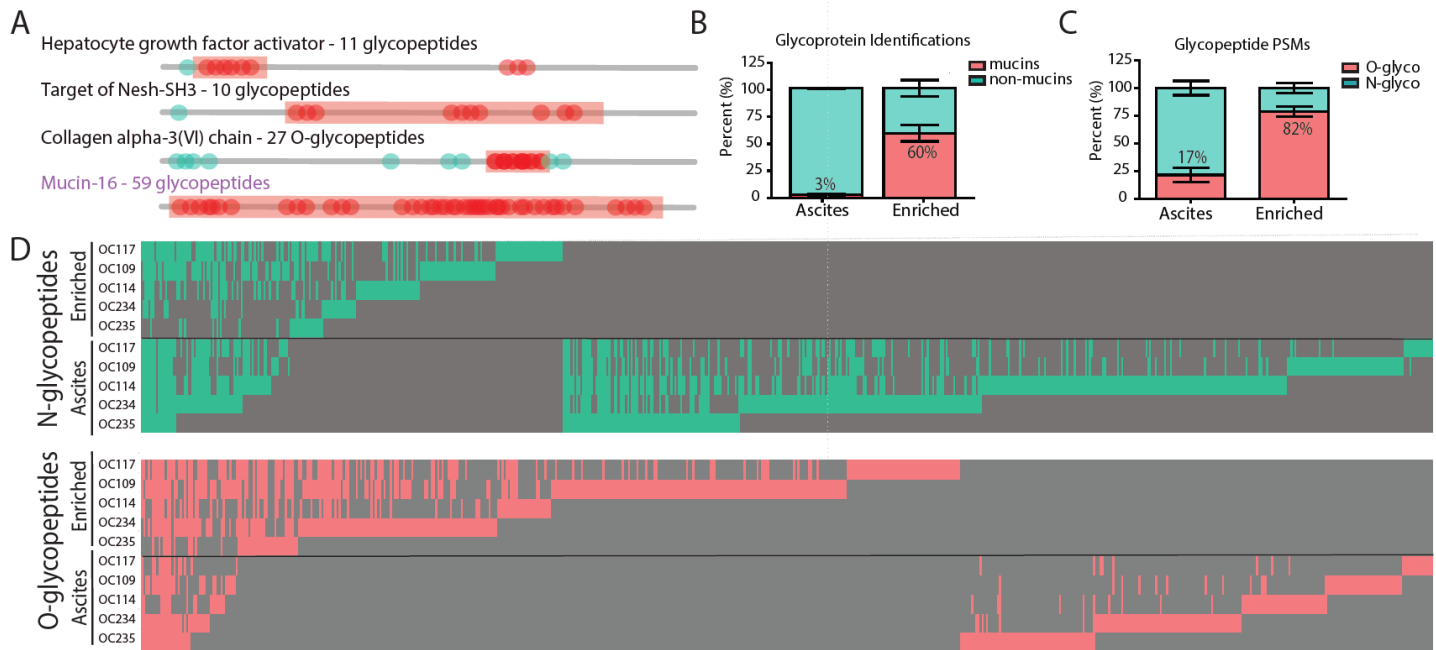 A
Hepatocyte growth factor activator - 11 glycopeptides
Target of Nesh-SH3 - 10 glycopeptides
Collagen alpha-3(VI) chain - 27 O-glycopeptides
Mucin-16 - 59 glycopeptides
B
Glycoprotein Identifications
mucins
non-mucins
Percent (%)
125
100
75
50
25
0
3%
60%
Ascites
Enriched
C
Glycopeptide PSMs
O-glyco
N-glyco
Percent (%)
125
100
75
50
25
0
17%
82%
Ascites
Enriched
D
N-glycopeptides
Enriched
OC117
OC109
OC114
OC234
OC235
Ascites
OC117
OC109
OC114
OC234
OC235
O-glycopeptides
Enriched
OC117
OC109
OC114
OC234
OC235
Ascites
OC117
OC109
OC114
OC234
OC235